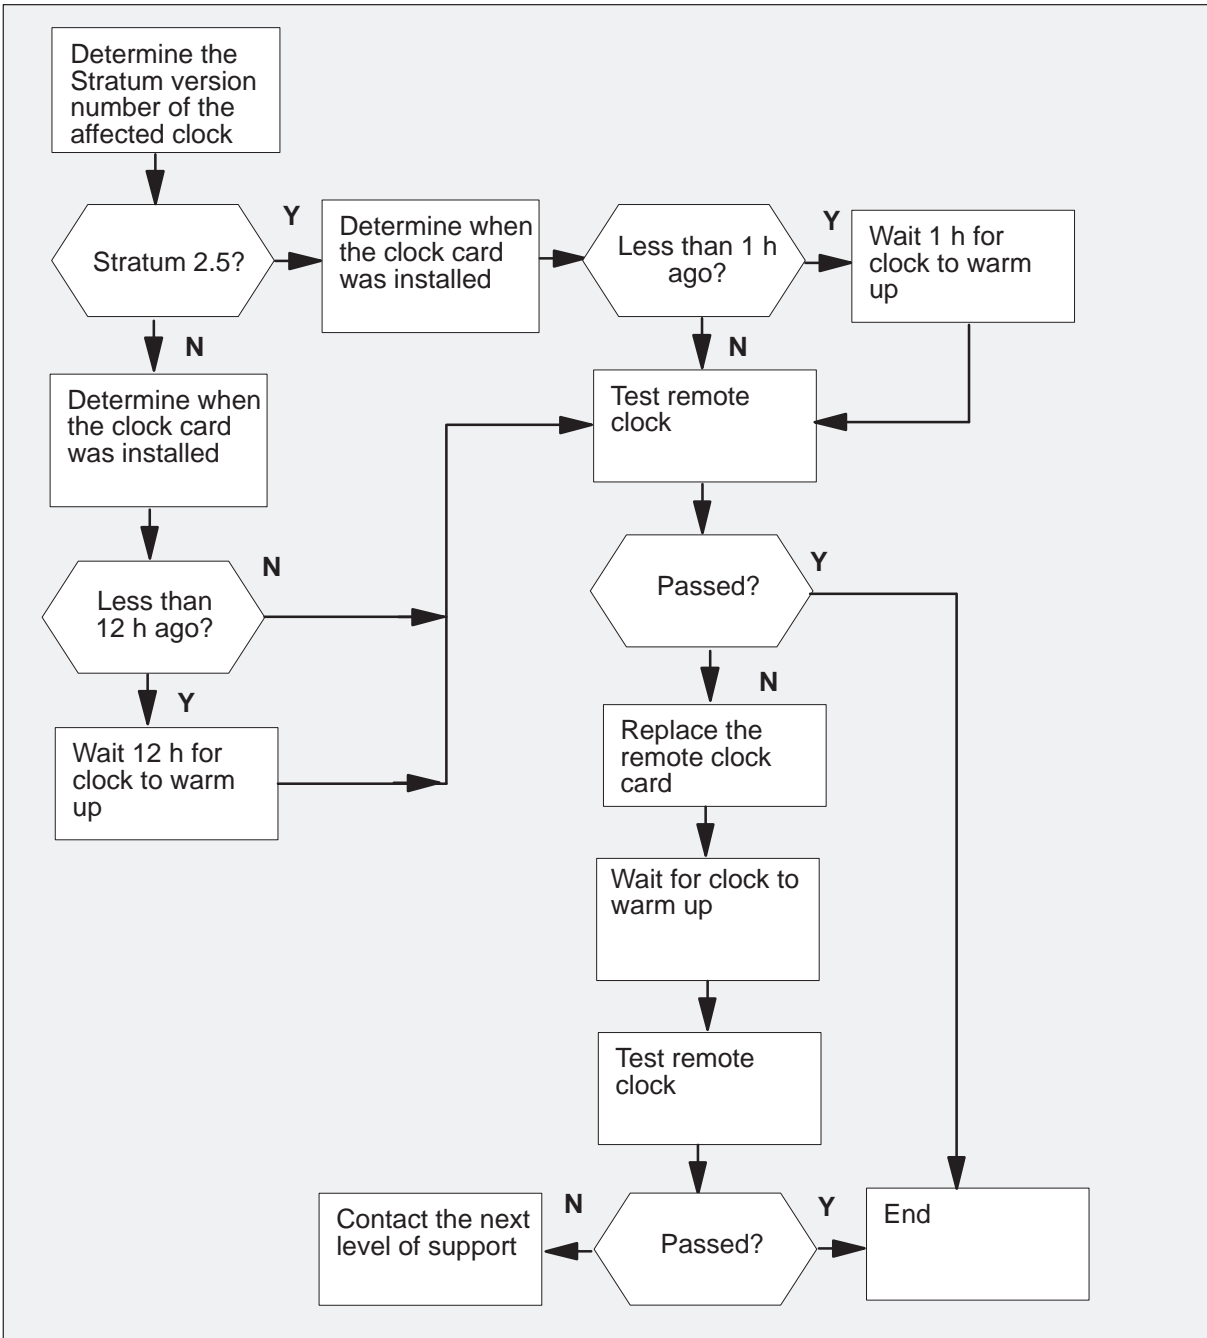 Determine the
Stratum version
number of the
affected clock
Stratum 2.5?
Y
Determine when
the clock card
was installed
Less than 1 h
ago?
Y
Wait 1 h for
clock to warm
up
N
N
Determine when
the clock card
was installed
Test remote
clock
Less than
12 h ago?
N
Passed?
Y
Y
N
Wait 12 h for
clock to warm
up
Replace the
remote clock
card
Wait for clock to
warm up
Test remote
clock
Contact the next
level of support
N
Passed?
Y
End